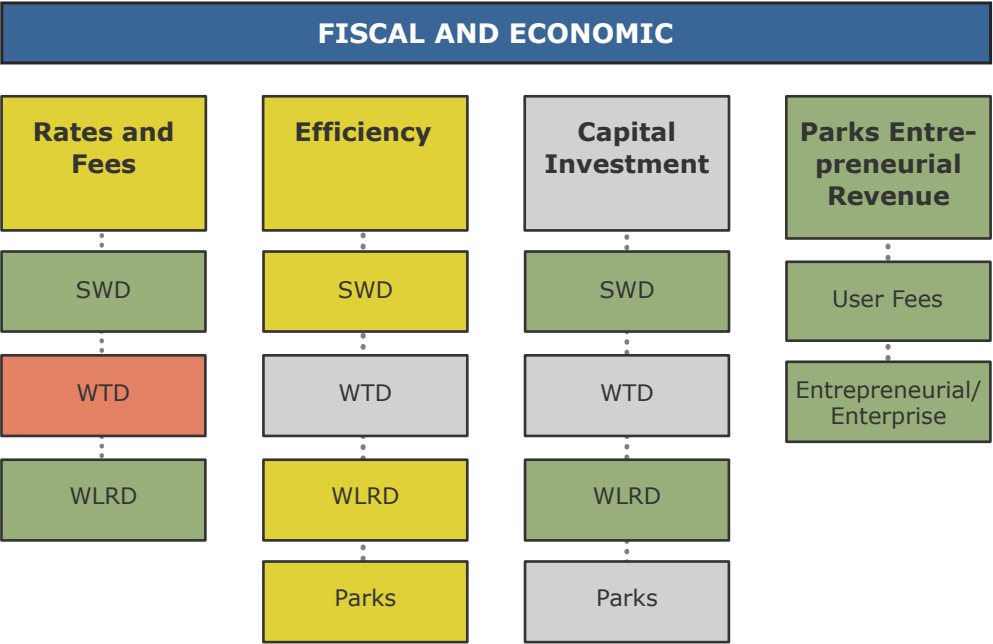 FISCAL AND ECONOMIC
Rates and
Fees
SWD
WTD
WLRD
Efficiency
SWD
WTD
WLRD
Parks
Capital
Investment
SWD
WTD
WLRD
Parks
Parks Entre-
preneurial
Revenue
User Fees
Entrepreneurial/
Enterprise